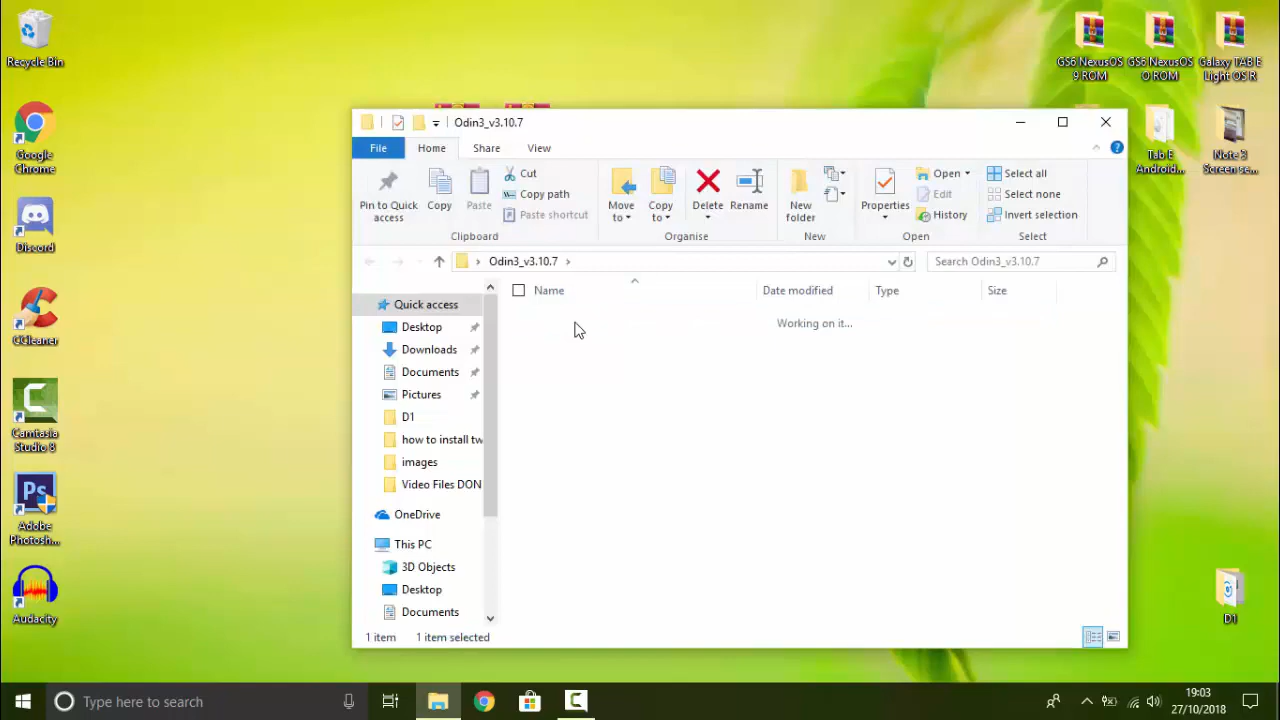 Recycle Bin
Google
Chrome
Discord
CCleaner
Camtasia
Studio 8
Adobe
Photosh...
Audacity
GS6 NexusOS
9 ROM
GS6 NexusOS
O ROM
Galaxy TAB E
Light OS R
Tab E
Android...
Note 3
Screen se...
D1
Odin3_v3.10.7
File
Home
Share
View
Pin to Quick
access
Copy
Paste
Cut
Copy path
Paste shortcut
Clipboard
Move
to
Copy
to
Delete
Rename
Organise
New
folder
New
Properties
Open
Edit
History
Open
Select all
Select none
Invert selection
Select
Odin3_v3.10.7
Search Odin3_v3.10.7
Name
Date modified
Type
Size
Working on it...
Quick access
Desktop
Downloads
Documents
Pictures
D1
how to install tw
images
Video Files DON
OneDrive
This PC
3D Objects
Desktop
Documents
1 item
1 item selected
Type here to search
19:03
27/10/2018